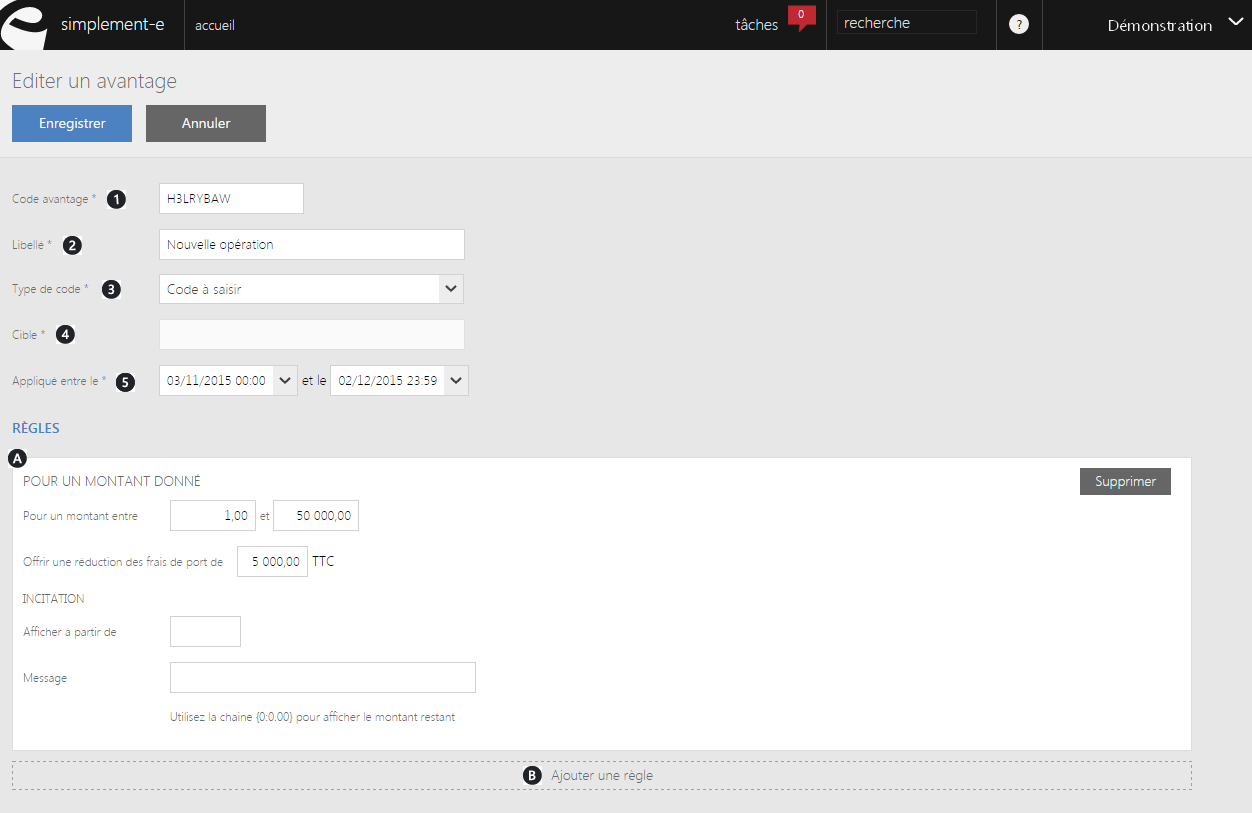 simplement-e accueil tâches 0 recherche ? Démonstration
Editer un avantage
Enregistrer Annuler
Code avantage * 1 H3LRYBAW
Libellé * 2 Nouvelle opération
Type de code * 3 Code à saisir
Cible * 4
Appliqué entre le * 5 03/11/2015 00:00 et le 02/12/2015 23:59
RÈGLES
A
POUR UN MONTANT DONNÉ Supprimer
Pour un montant entre 1,00 et 50 000,00
Offrir une réduction des frais de port de 5 000,00 TTC
INCITATION
Afficher à partir de
Message
Utilisez la chaîne {0:0.00} pour afficher le montant restant
B Ajouter une règle